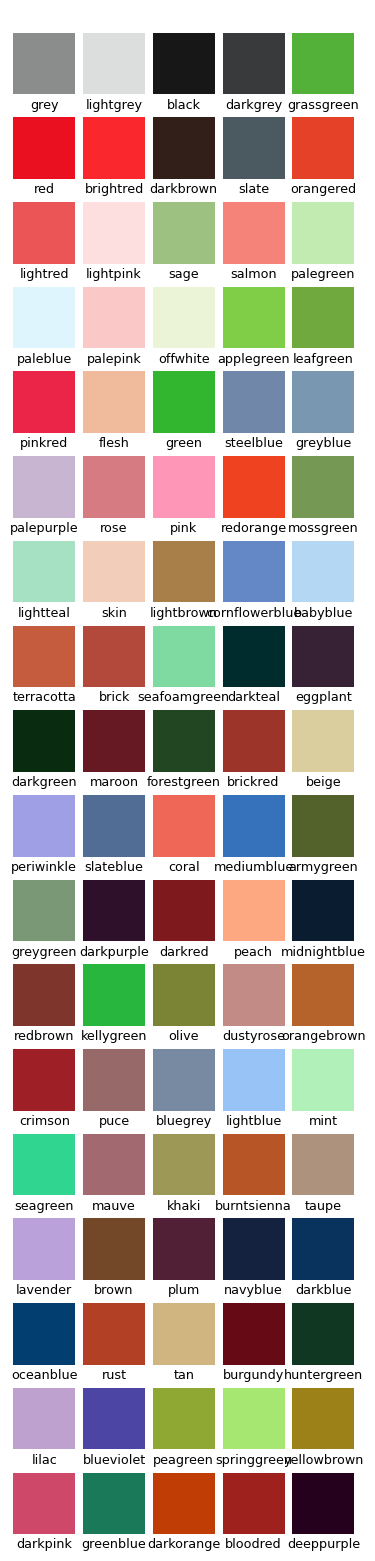 grey lightgrey black darkgrey grassgreen
red brightred darkbrown slate orangered
lightred lightpink sage salmon palegreen
paleblue palepink offwhite applegreen leafgreen
pinkred flesh green steelblue greyblue
palepurple rose pink redorange mossgreen
lightteal skin lightbrown cornflowerblue babyblue
terracotta brick seafoamgreen darkteal eggplant
darkgreen maroon forestgreen brickred beige
periwinkle slateblue coral mediumblue armygreen
greygreen darkpurple darkred peach midnightblue
redbrown kellygreen olive dustyrose orangebrown
crimson puce bluegrey lightblue mint
seagreen mauve khaki burntsienna taupe
lavender brown plum navyblue darkblue
oceanblue rust tan burgundy huntergreen
lilac blueviolet peagreen springgreen yellowbrown
darkpink greenblue darkorange bloodred deeppurple